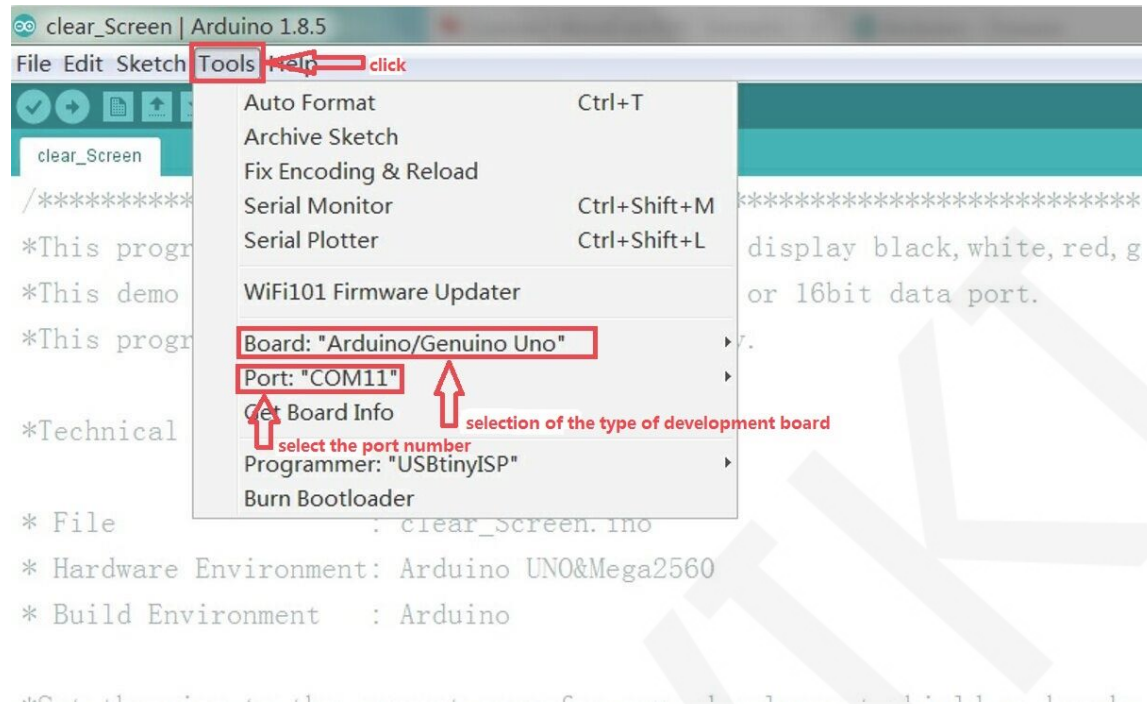 clear_Screen | Arduino 1.8.5
File Edit Sketch Tools Help
click
Auto Format Ctrl+T
Archive Sketch
clear_Screen
Fix Encoding & Reload
/**********
*****************************
Serial Monitor Ctrl+Shift+M
Serial Plotter Ctrl+Shift+L
*This progr
display black,white,red,g
WiFi101 Firmware Updater
*This demo
or 16bit data port.
Board: "Arduino/Genuino Uno"
*This progr
y.
Port: "COM11"
Get Board Info
selection of the type of development board
*Technical
select the port number
Programmer: "USBtinyISP"
Burn Bootloader
* File : clear_Screen.ino
* Hardware Environment: Arduino UNO&Mega2560
* Build Environment : Arduino